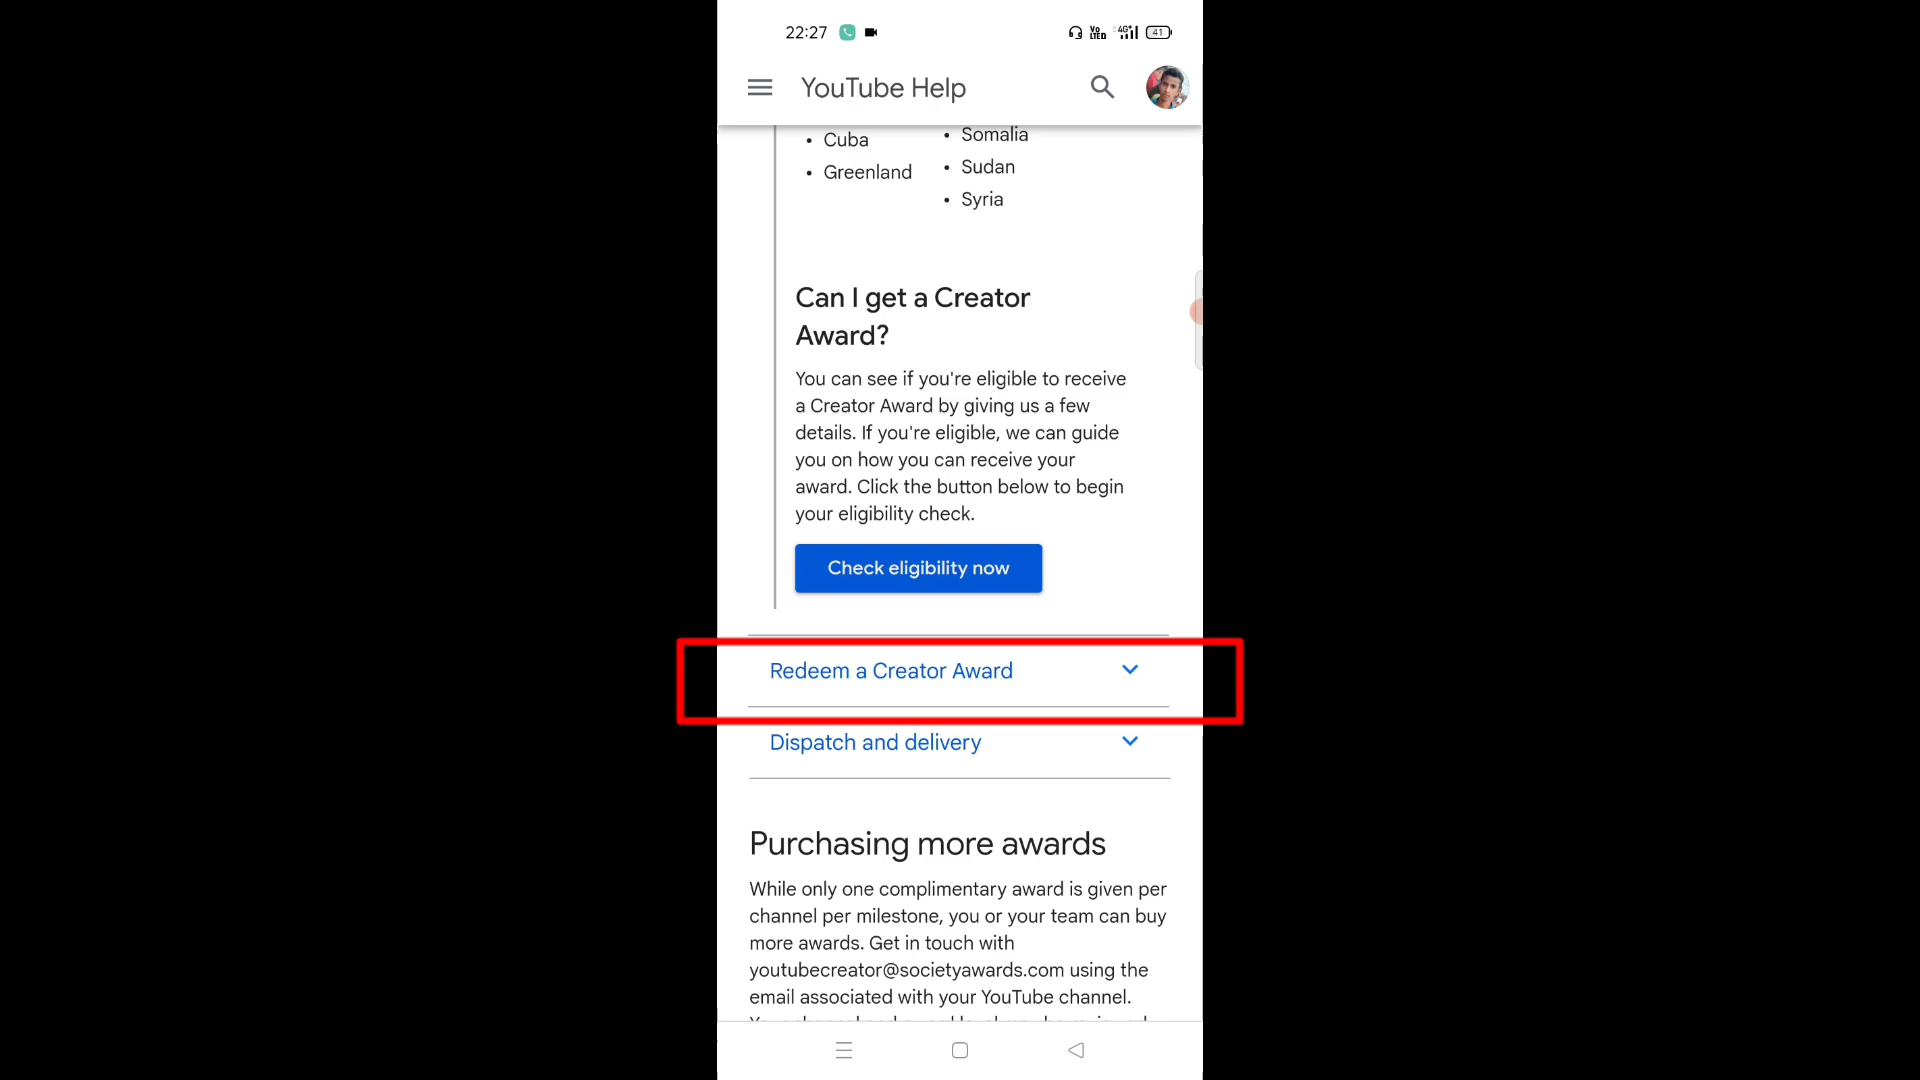 22:27
Vo LTED 4G+ 41
YouTube Help
• Cuba
• Greenland
• Somalia
• Sudan
• Syria
Can I get a Creator
Award?
You can see if you're eligible to receive
a Creator Award by giving us a few
details. If you're eligible, we can guide
you on how you can receive your
award. Click the button below to begin
your eligibility check.
Check eligibility now
Redeem a Creator Award
Dispatch and delivery
Purchasing more awards
While only one complimentary award is given per
channel per milestone, you or your team can buy
more awards. Get in touch with
youtubecreator@societyawards.com using the
email associated with your YouTube channel.